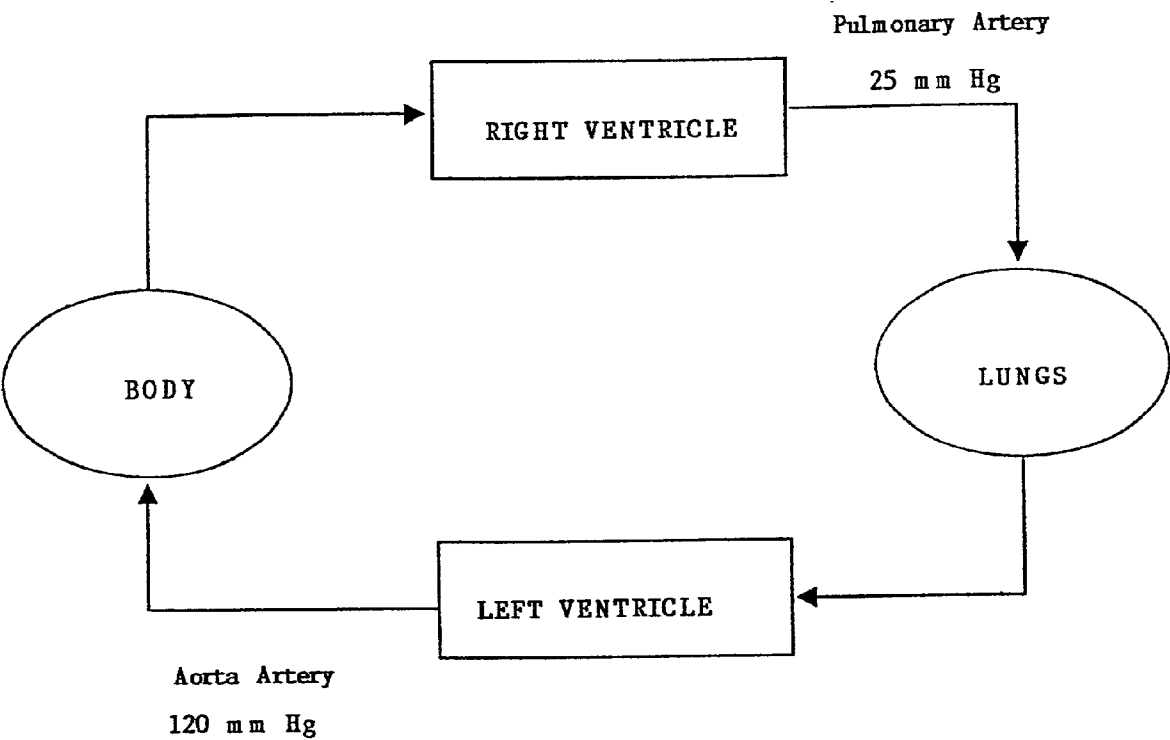 Pulmonary Artery
25 mm Hg
RIGHT VENTRICLE
BODY
LUNGS
LEFT VENTRICLE
Aorta Artery
120 mm Hg